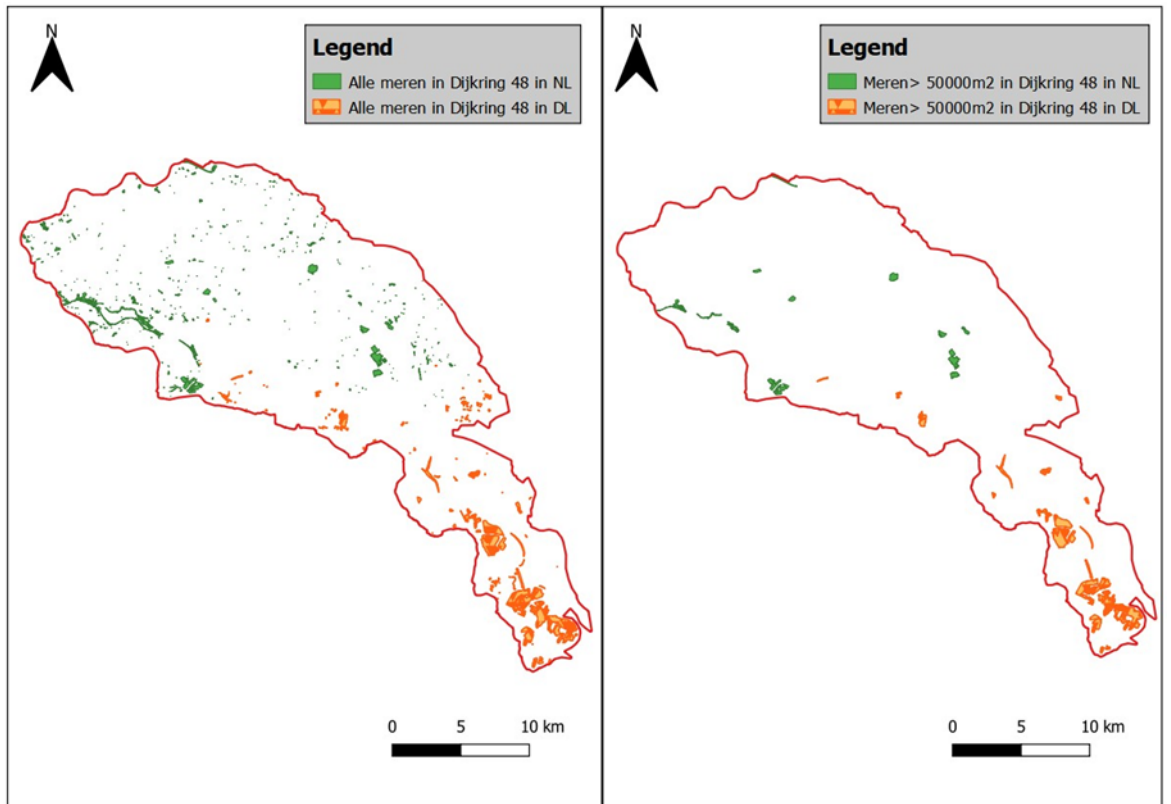 N
Legend
Alle meren in Dijkring 48 in NL
Alle meren in Dijkring 48 in DL
0 5 10 km
N
Legend
Meren> 50000m2 in Dijkring 48 in NL
Meren> 50000m2 in Dijkring 48 in DL
0 5 10 km